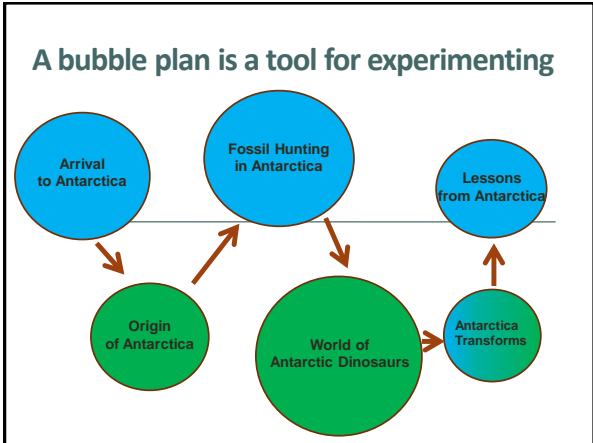 A bubble plan is a tool for experimenting
Arrival
to Antarctica
Origin
of Antarctica
Fossil Hunting
in Antarctica
World of
Antarctic Dinosaurs
Antarctica
Transforms
Lessons
from Antarctica